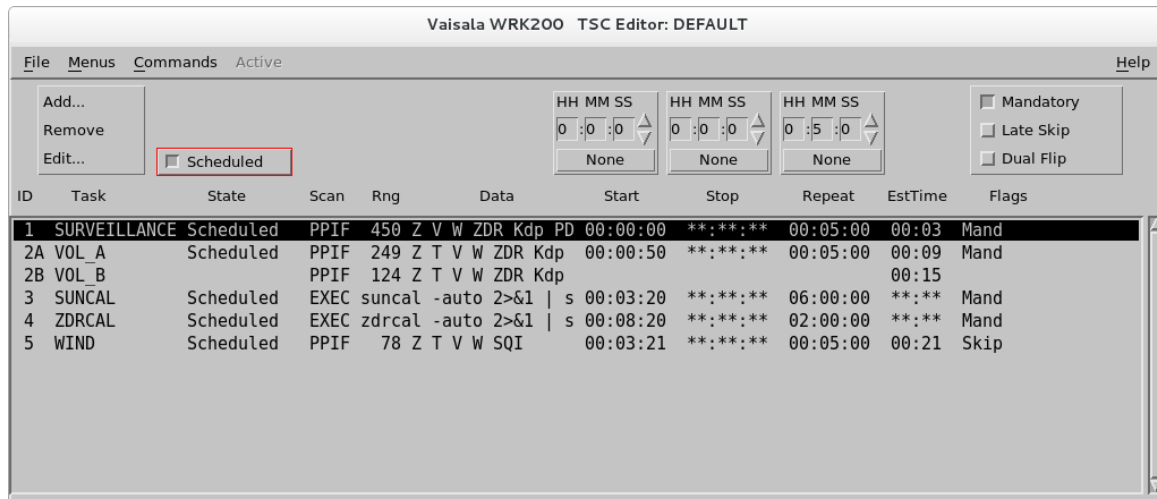 Vaisala WRK200 TSC Editor: DEFAULT
File Menus Commands Active Help
Add...
Remove
Edit...
Scheduled
HH MM SS
0 :0 :0
None
HH MM SS
0 :0 :0
None
HH MM SS
0 :5 :0
None
Mandatory
Late Skip
Dual Flip
ID Task State Scan Rng Data Start Stop Repeat EstTime Flags
1 SURVEILLANCE Scheduled PPIF 450 Z V W ZDR Kdp PD 00:00:00 **:**:** 00:05:00 00:03 Mand
2A VOL_A Scheduled PPIF 249 Z T V W ZDR Kdp 00:00:50 **:**:** 00:05:00 00:09 Mand
2B VOL_B PPIF 124 Z T V W ZDR Kdp 00:15
3 SUNCAL Scheduled EXEC suncal -auto 2>&1 | s 00:03:20 **:**:** 06:00:00 **:** Mand
4 ZDRCAL Scheduled EXEC zdrcal -auto 2>&1 | s 00:08:20 **:**:** 02:00:00 **:** Mand
5 WIND Scheduled PPIF 78 Z T V W SQI 00:03:21 **:**:** 00:05:00 00:21 Skip